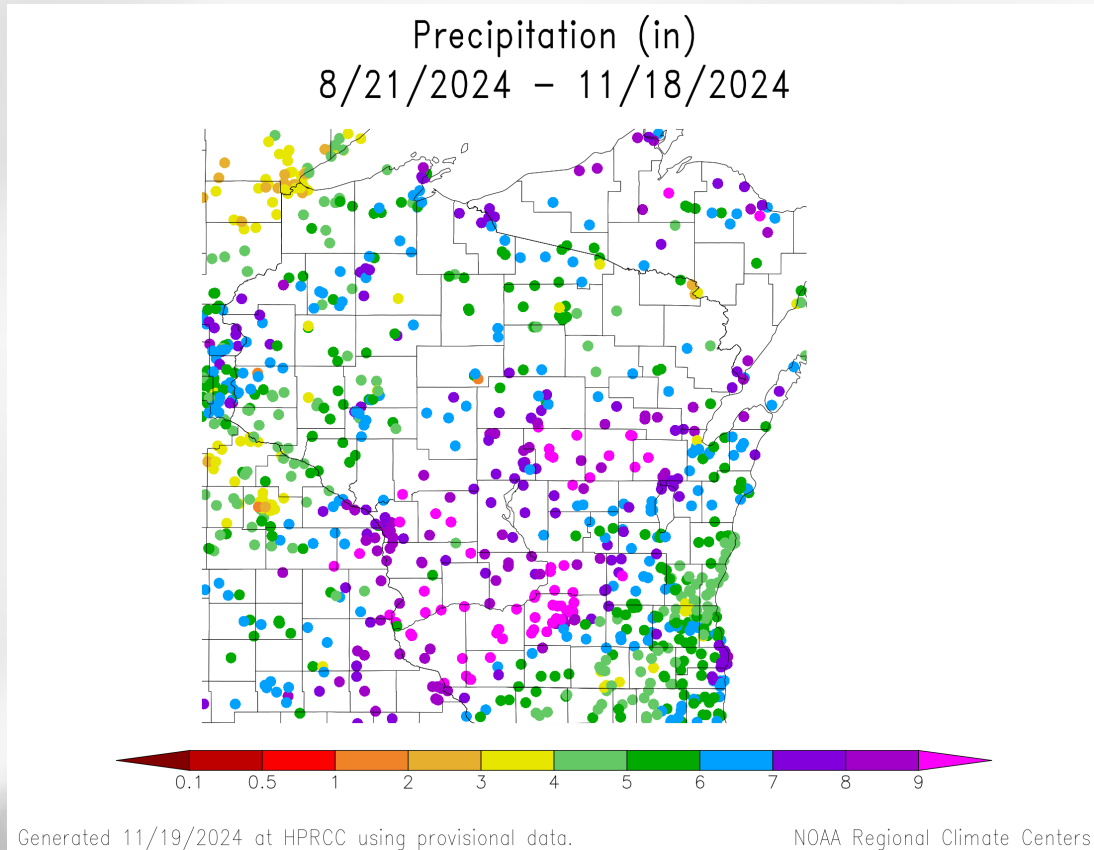 Precipitation (in)
8/21/2024 – 11/18/2024
0.1 0.5 1 2 3 4 5 6 7 8 9
Generated 11/19/2024 at HPRCC using provisional data.
NOAA Regional Climate Centers